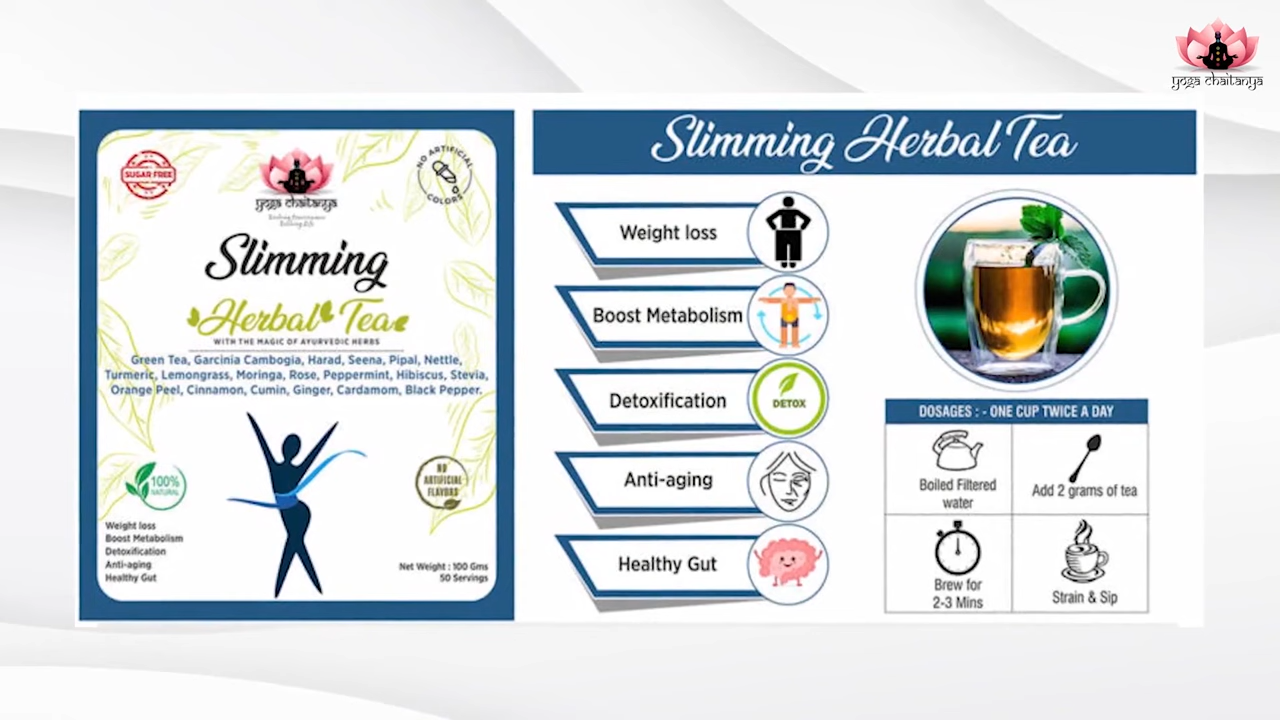 yoga chaitanya
SUGAR FREE
yoga chaitanya
NO ARTIFICIAL
COLORS
Slimming
Herbal Tea
WITH THE MAGIC OF AYURVEDIC HERBS
Green Tea, Garcinia Cambogia, Harad, Seena, Pipal, Nettle,
Turmeric, Lemongrass, Moringa, Rose, Peppermint, Hibiscus, Stevia,
Orange Peel, Cinnamon, Cumin, Ginger, Cardamom, Black Pepper.
100%
NATURAL
NO
ARTIFICIAL
FLAVORS
Weight loss
Boost Metabolism
Detoxification
Anti-aging
Healthy Gut
Net Weight : 100 Gms
50 Servings
Slimming Herbal Tea
Weight loss
Boost Metabolism
Detoxification
DETOX
Anti-aging
Healthy Gut
DOSAGES : - ONE CUP TWICE A DAY
Boiled Filtered
water
Add 2 grams of tea
Brew for
2-3 Mins
Strain & Sip